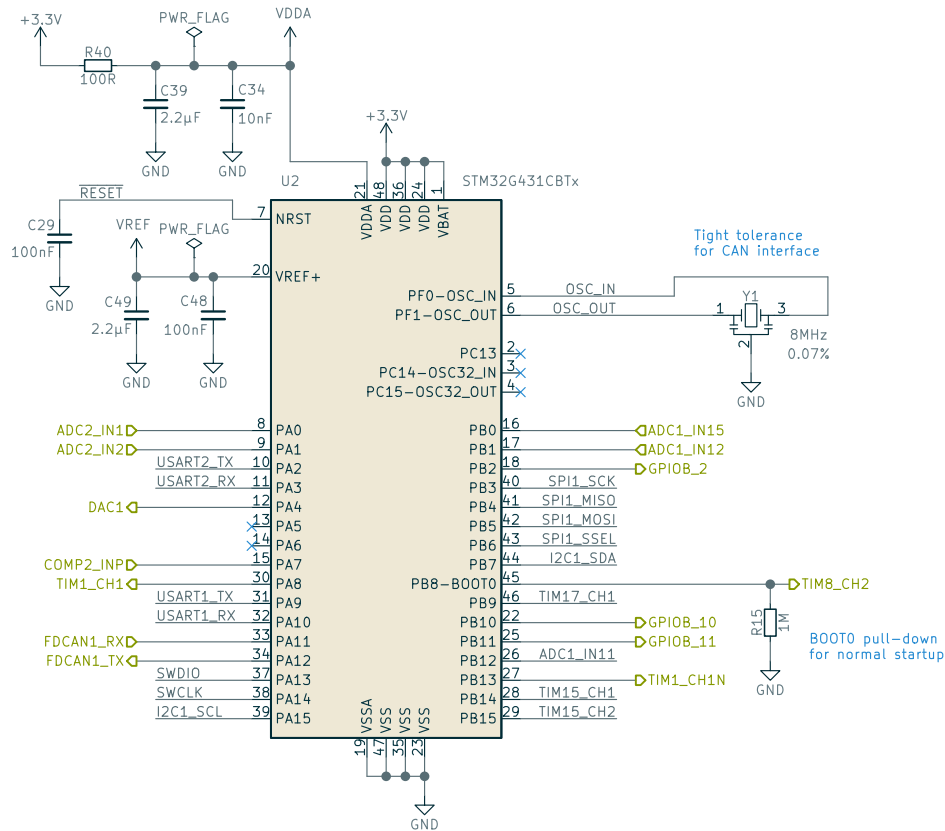 +3.3V
PWR_FLAG
VDDA
R40
100R
C39
2.2µF
C34
10nF
GND
GND
+3.3V
U2
STM32G431CBTx
21
48
36
24
1
VDDA
VDD
VDD
VDD
VBAT
RESET
7
NRST
C29
100nF
GND
VREF
PWR_FLAG
20
VREF+
C49
2.2µF
C48
100nF
GND
GND
Tight tolerance
for CAN interface
PF0-OSC_IN
5
OSC_IN
PF1-OSC_OUT
6
OSC_OUT
Y1
1
3
2
8MHz
0.07%
GND
PC13
2
PC14-OSC32_IN
3
PC15-OSC32_OUT
4
ADC2_IN1
8
PA0
PB0
16
ADC1_IN15
ADC2_IN2
9
PA1
PB1
17
ADC1_IN12
USART2_TX
10
PA2
PB2
18
GPIOB_2
USART2_RX
11
PA3
PB3
40
SPI1_SCK
DAC1
12
PA4
PB4
41
SPI1_MISO
13
PA5
PB5
42
SPI1_MOSI
14
PA6
PB6
43
SPI1_SSEL
COMP2_INP
15
PA7
PB7
44
I2C1_SDA
TIM1_CH1
30
PA8
PB8-BOOT0
45
TIM8_CH2
USART1_TX
31
PA9
PB9
46
TIM17_CH1
USART1_RX
32
PA10
PB10
22
GPIOB_10
FDCAN1_RX
33
PA11
PB11
25
GPIOB_11
FDCAN1_TX
34
PA12
PB12
26
ADC1_IN11
SWDIO
37
PA13
PB13
27
TIM1_CH1N
SWCLK
38
PA14
PB14
28
TIM15_CH1
I2C1_SCL
39
PA15
PB15
29
TIM15_CH2
R15
1M
BOOT0 pull-down
for normal startup
GND
VSSA
VSS
VSS
VSS
19
47
35
23
GND